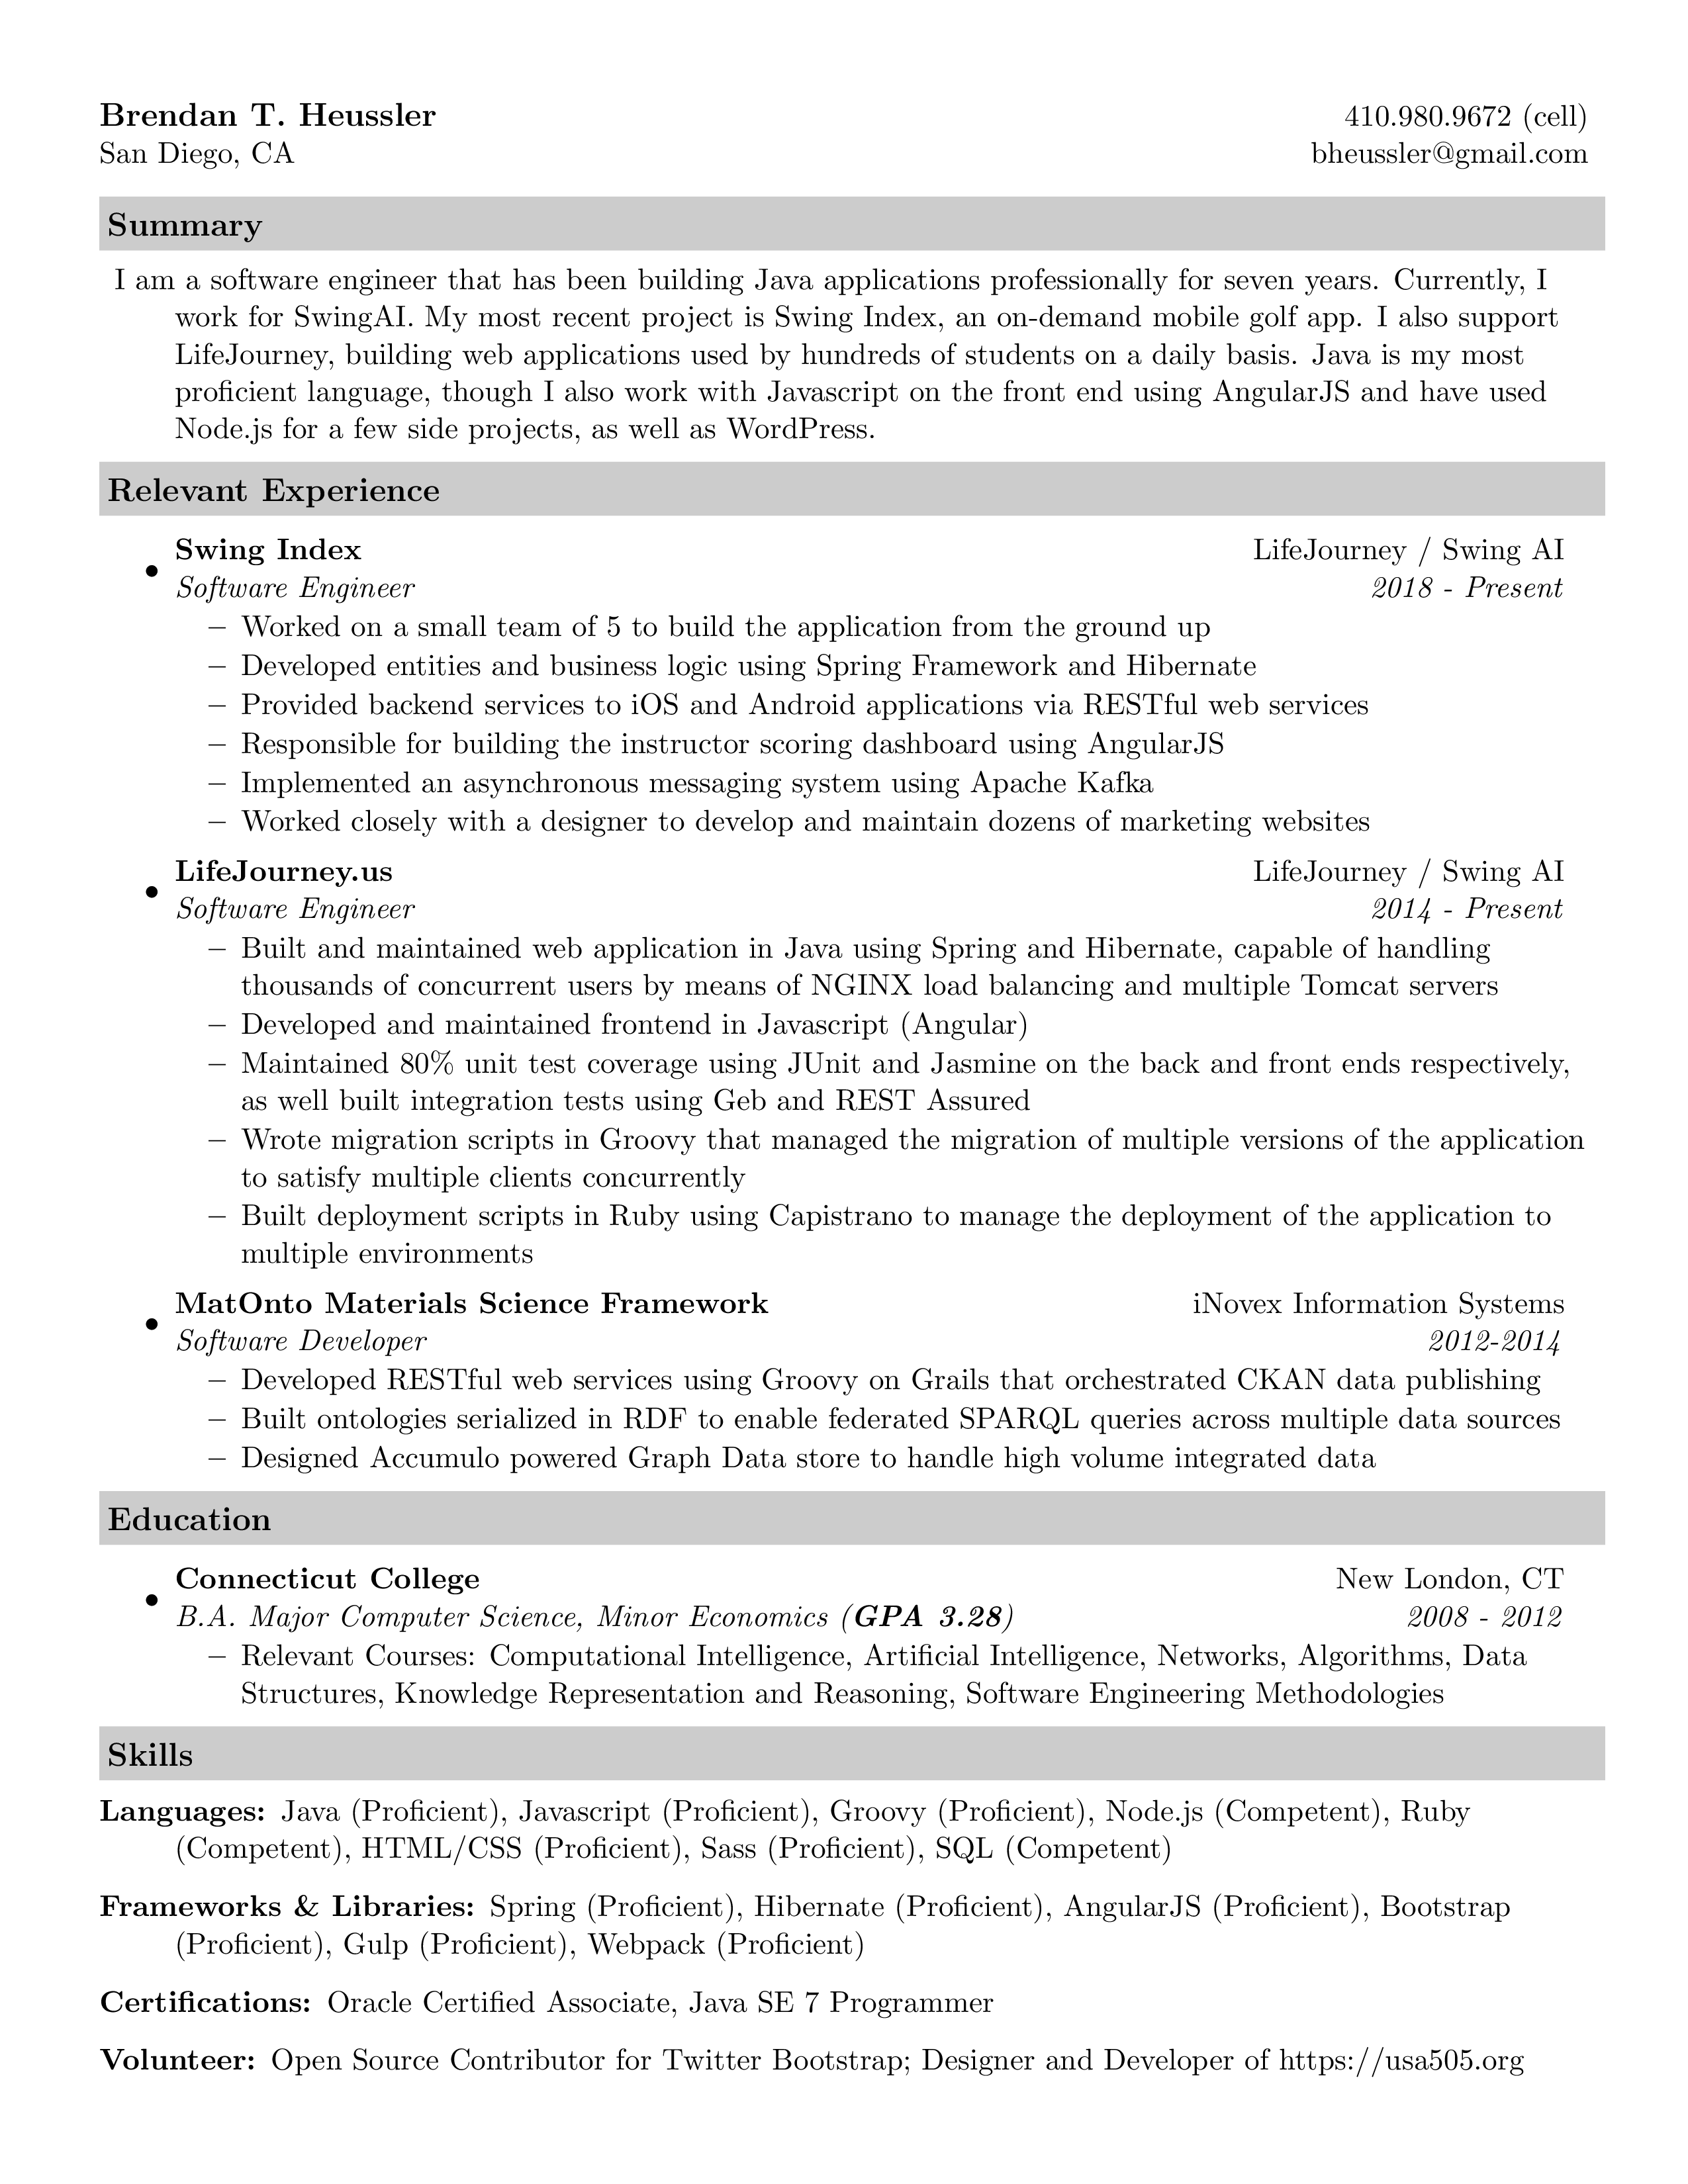 Brendan T. Heussler 410.980.9672 (cell)
San Diego, CA bheussler@gmail.com
Summary
I am a software engineer that has been building Java applications professionally for seven years. Currently, I
work for SwingAI. My most recent project is Swing Index, an on-demand mobile golf app. I also support
LifeJourney, building web applications used by hundreds of students on a daily basis. Java is my most
proficient language, though I also work with Javascript on the front end using AngularJS and have used
Node.js for a few side projects, as well as WordPress.
Relevant Experience
• Swing Index LifeJourney / Swing AI
Software Engineer 2018 - Present
– Worked on a small team of 5 to build the application from the ground up
– Developed entities and business logic using Spring Framework and Hibernate
– Provided backend services to iOS and Android applications via RESTful web services
– Responsible for building the instructor scoring dashboard using AngularJS
– Implemented an asynchronous messaging system using Apache Kafka
– Worked closely with a designer to develop and maintain dozens of marketing websites
• LifeJourney.us LifeJourney / Swing AI
Software Engineer 2014 - Present
– Built and maintained web application in Java using Spring and Hibernate, capable of handling
thousands of concurrent users by means of NGINX load balancing and multiple Tomcat servers
– Developed and maintained frontend in Javascript (Angular)
– Maintained 80% unit test coverage using JUnit and Jasmine on the back and front ends respectively,
as well built integration tests using Geb and REST Assured
– Wrote migration scripts in Groovy that managed the migration of multiple versions of the application
to satisfy multiple clients concurrently
– Built deployment scripts in Ruby using Capistrano to manage the deployment of the application to
multiple environments
• MatOnto Materials Science Framework iNovex Information Systems
Software Developer 2012-2014
– Developed RESTful web services using Groovy on Grails that orchestrated CKAN data publishing
– Built ontologies serialized in RDF to enable federated SPARQL queries across multiple data sources
– Designed Accumulo powered Graph Data store to handle high volume integrated data
Education
• Connecticut College New London, CT
B.A. Major Computer Science, Minor Economics (GPA 3.28) 2008 - 2012
– Relevant Courses: Computational Intelligence, Artificial Intelligence, Networks, Algorithms, Data
Structures, Knowledge Representation and Reasoning, Software Engineering Methodologies
Skills
Languages: Java (Proficient), Javascript (Proficient), Groovy (Proficient), Node.js (Competent), Ruby
(Competent), HTML/CSS (Proficient), Sass (Proficient), SQL (Competent)
Frameworks & Libraries: Spring (Proficient), Hibernate (Proficient), AngularJS (Proficient), Bootstrap
(Proficient), Gulp (Proficient), Webpack (Proficient)
Certifications: Oracle Certified Associate, Java SE 7 Programmer
Volunteer: Open Source Contributor for Twitter Bootstrap; Designer and Developer of https://usa505.org